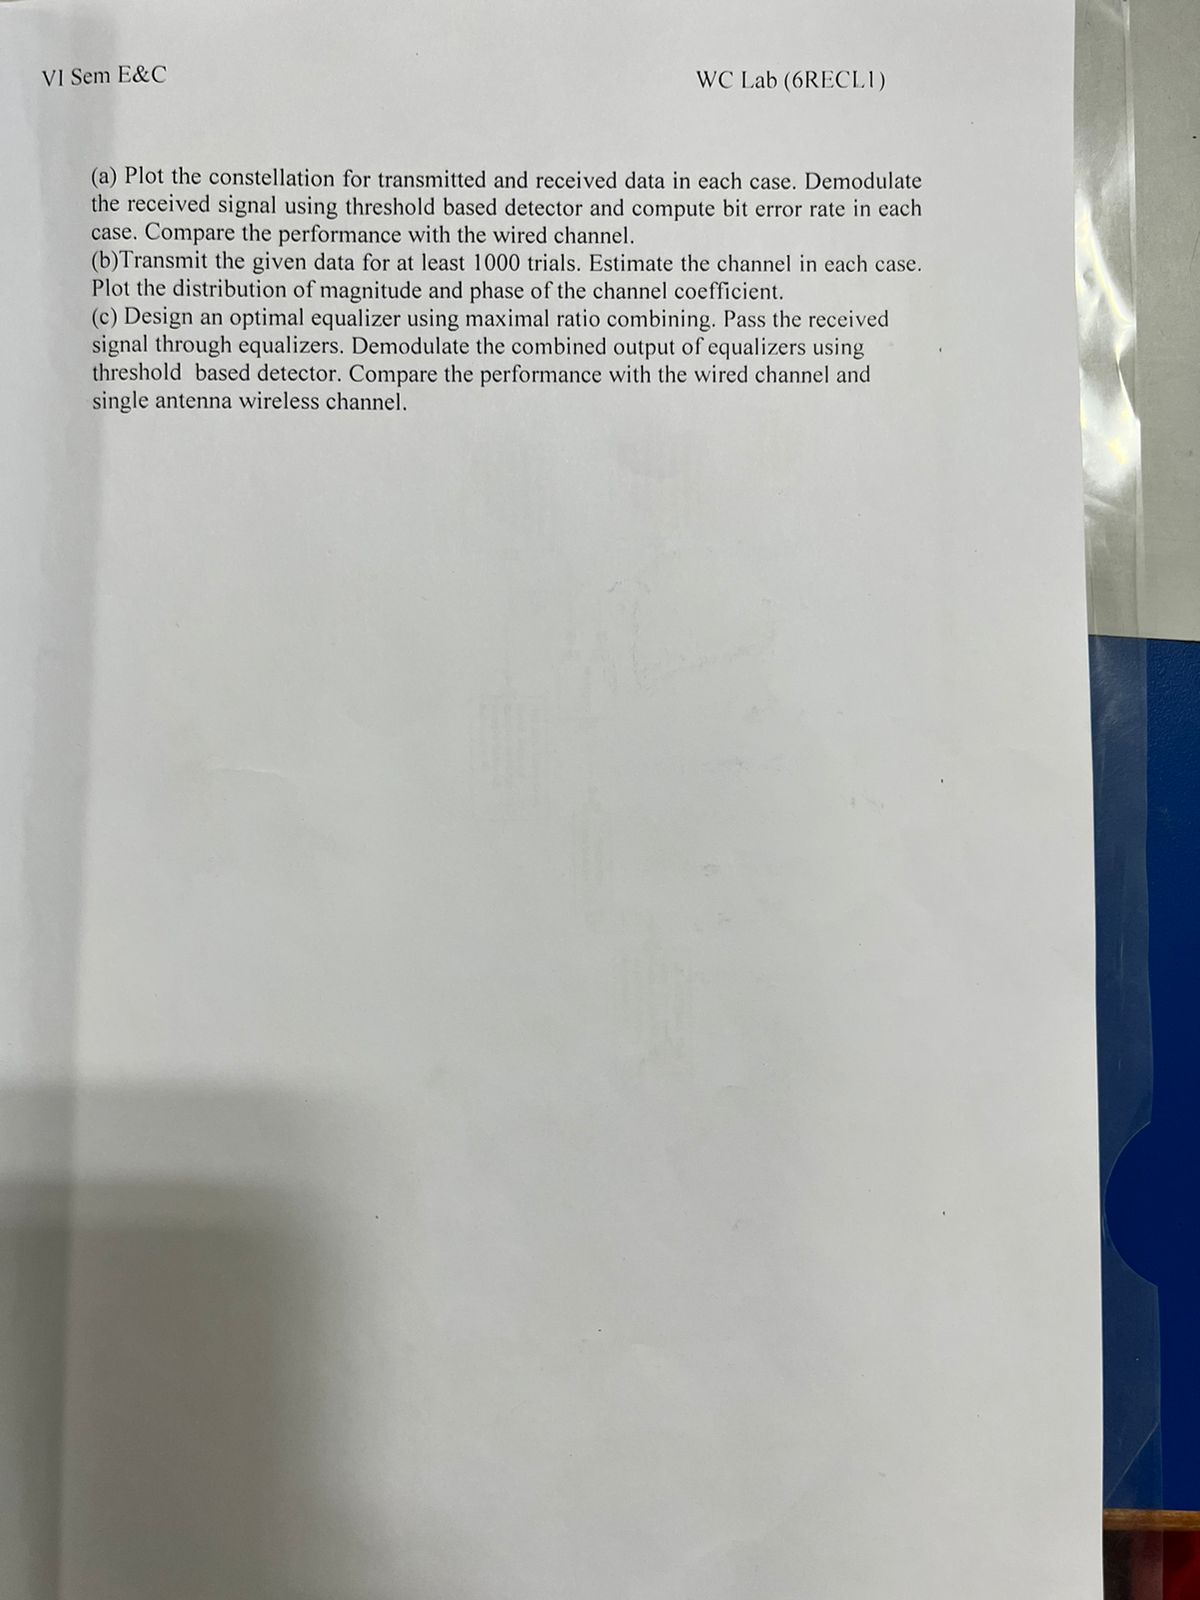 VI Sem E&C
WC Lab (6RECL1)
(a) Plot the constellation for transmitted and received data in each case. Demodulate
the received signal using threshold based detector and compute bit error rate in each
case. Compare the performance with the wired channel.
(b)Transmit the given data for at least 1000 trials. Estimate the channel in each case.
Plot the distribution of magnitude and phase of the channel coefficient.
(c) Design an optimal equalizer using maximal ratio combining. Pass the received
signal through equalizers. Demodulate the combined output of equalizers using
threshold  based detector. Compare the performance with the wired channel and
single antenna wireless channel.